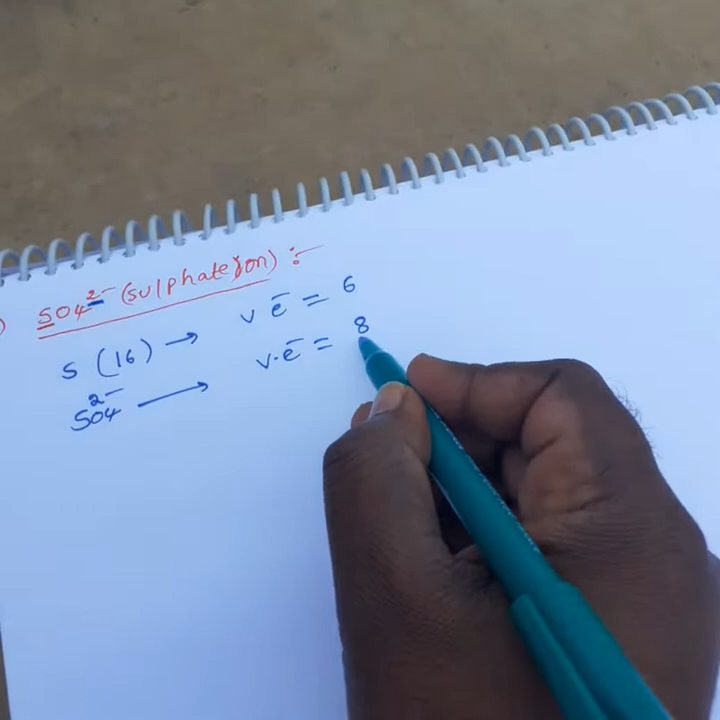 ) SO4²⁻ (sulphate ion) :-
S (16) → v e̅ = 6
SO4²⁻ → v.e̅ = 8